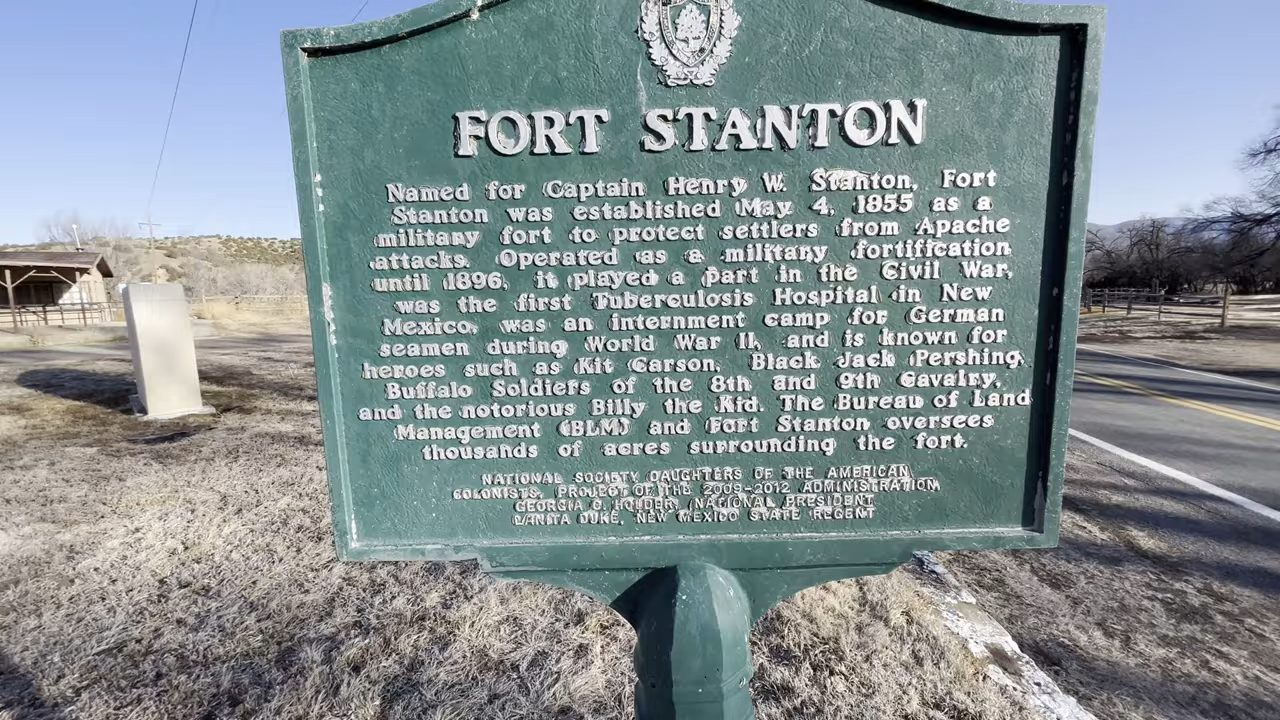 FORT STANTON
Named for Captain Henry W. Stanton, Fort
Stanton was established May 4, 1855 as a
military fort to protect settlers from Apache
attacks. Operated as a military fortification
until 1896, it played a part in the Civil War,
was the first Tuberculosis Hospital in New
Mexico, was an internment camp for German
seamen during World War II, and is known for
heroes such as Kit Carson, Black Jack Pershing,
Buffalo Soldiers of the 8th and 9th Cavalry,
and the notorious Billy the Kid. The Bureau of Land
Management (BLM) and Fort Stanton oversees
thousands of acres surrounding the fort.
NATIONAL SOCIETY DAUGHTERS OF THE AMERICAN
COLONISTS, PROJECT OF THE 2009-2012 ADMINISTRATION
GEORGIA C. HOLDER, NATIONAL PRESIDENT
LANITA DUKE, NEW MEXICO STATE REGENT